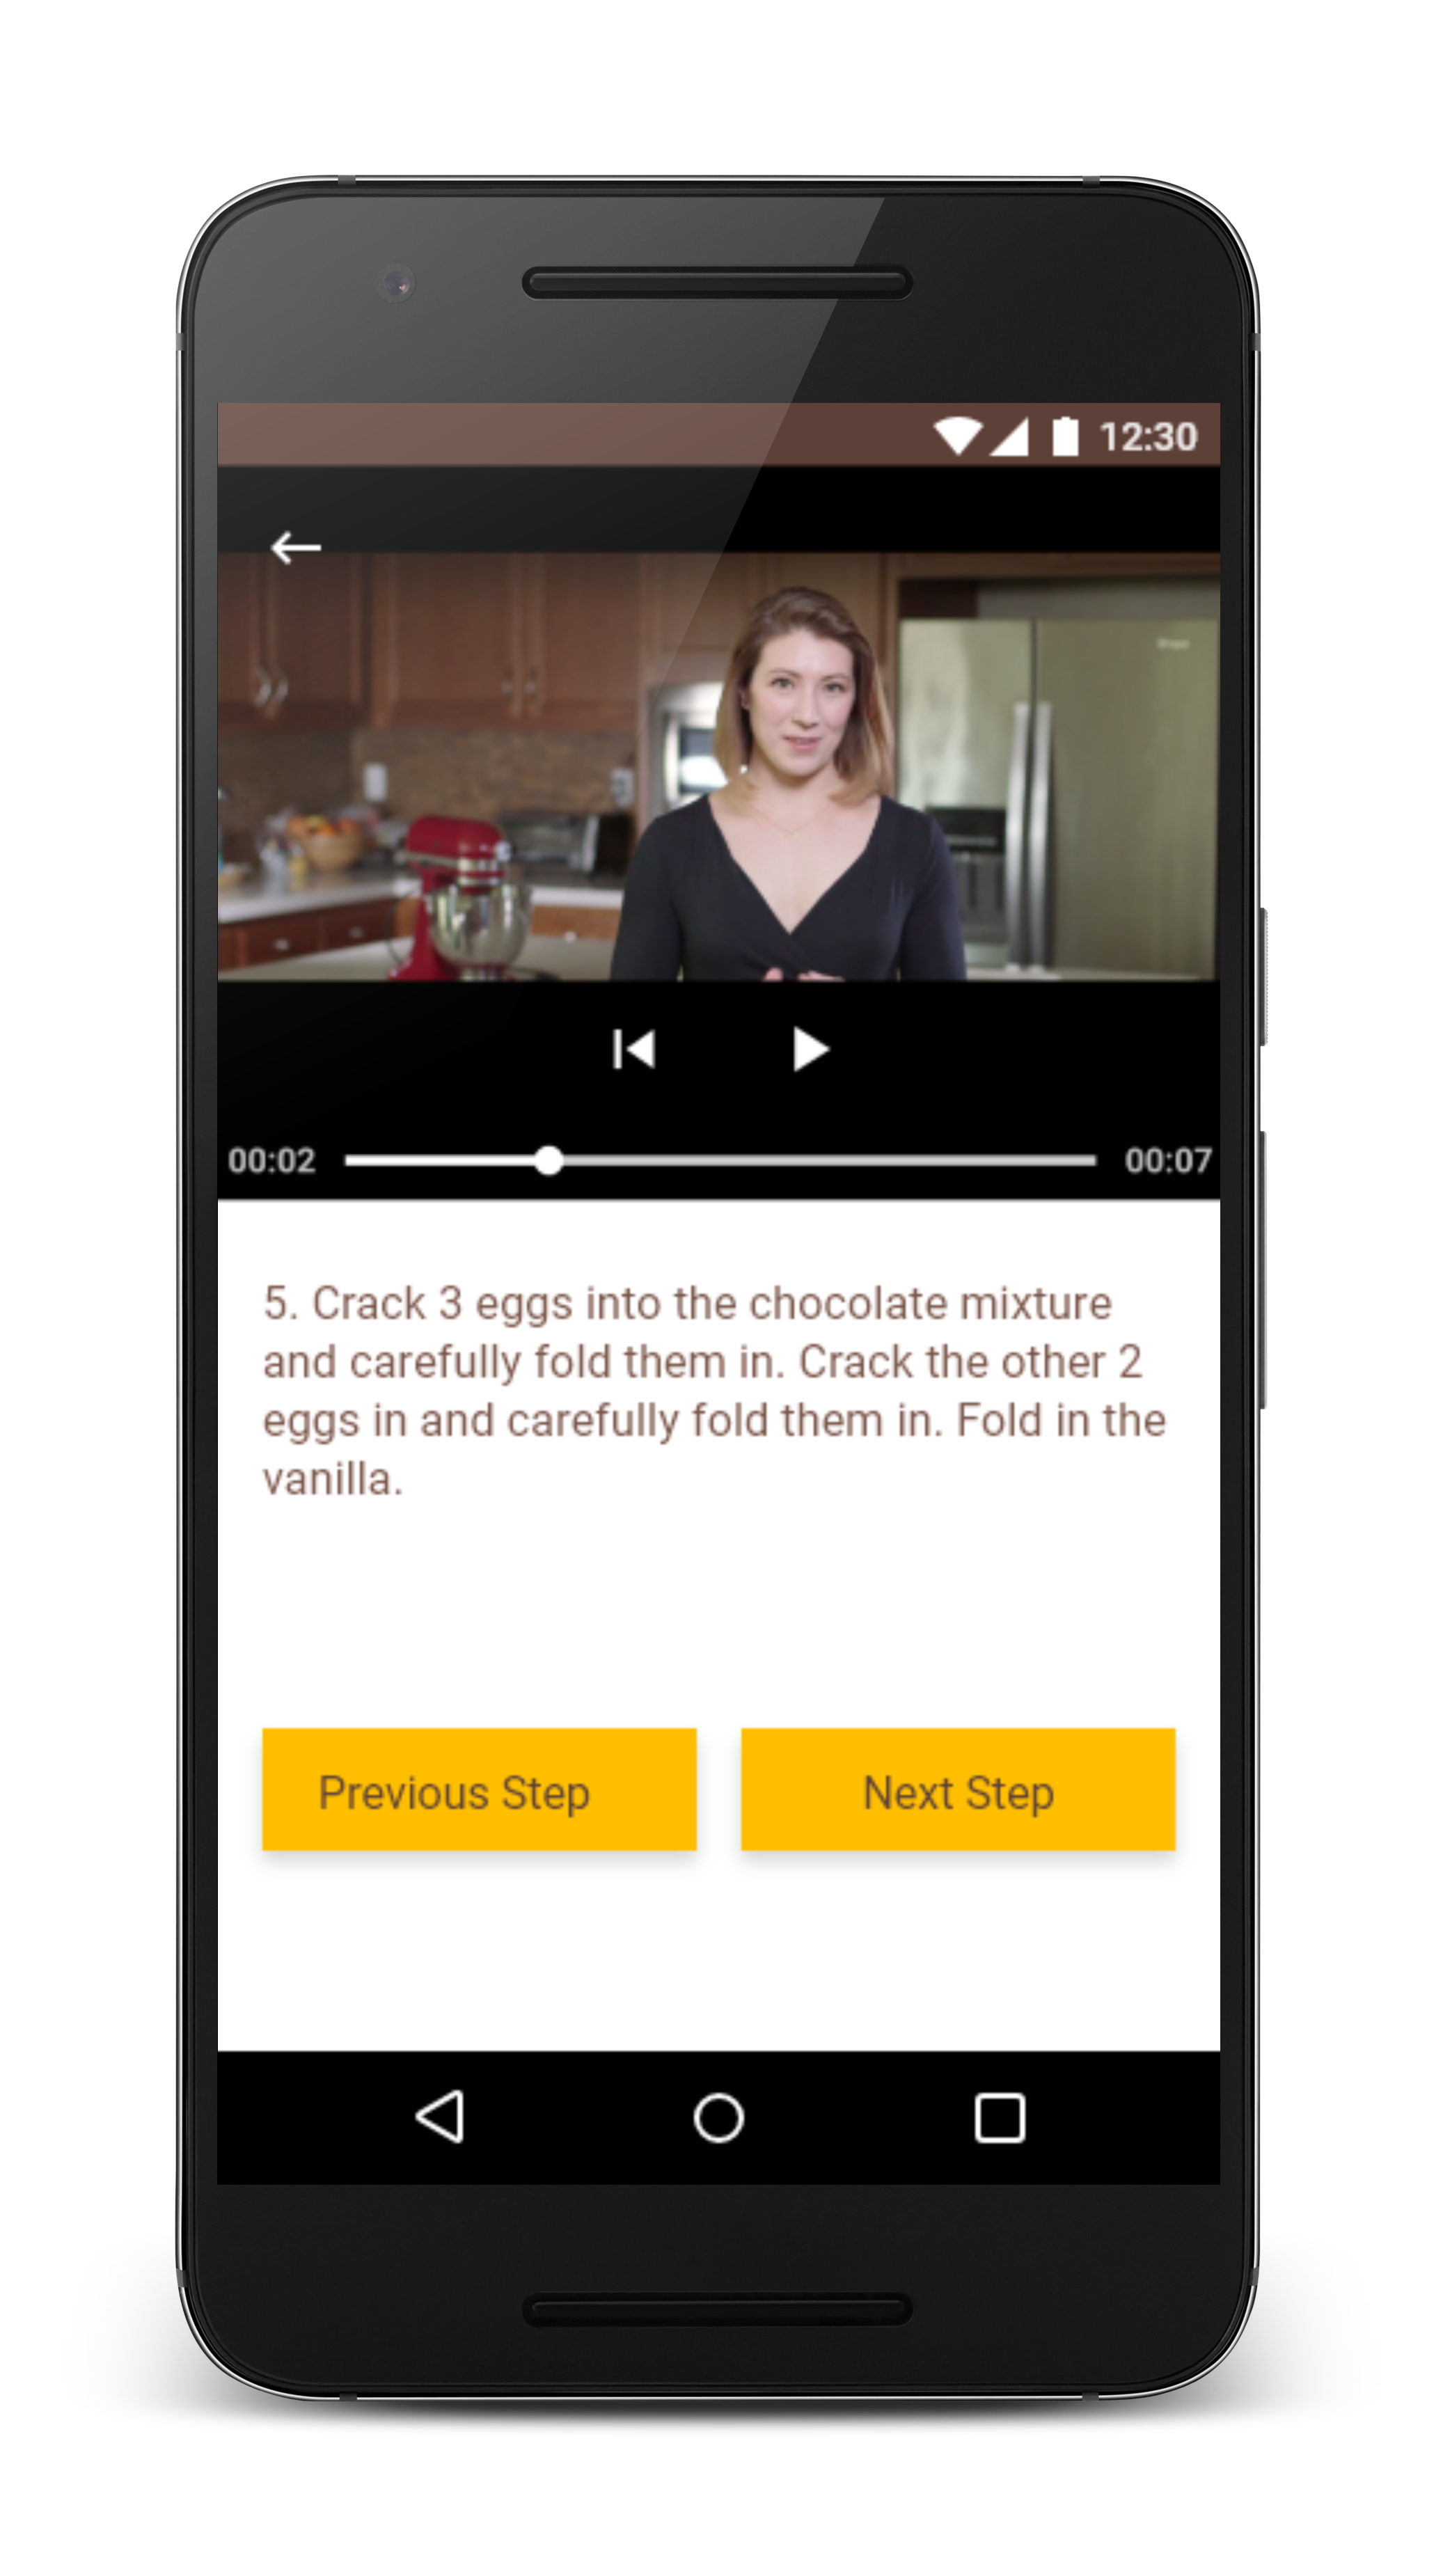 12:30
00:02
00:07
5. Crack 3 eggs into the chocolate mixture
and carefully fold them in. Crack the other 2
eggs in and carefully fold them in. Fold in the
vanilla.
Previous Step
Next Step